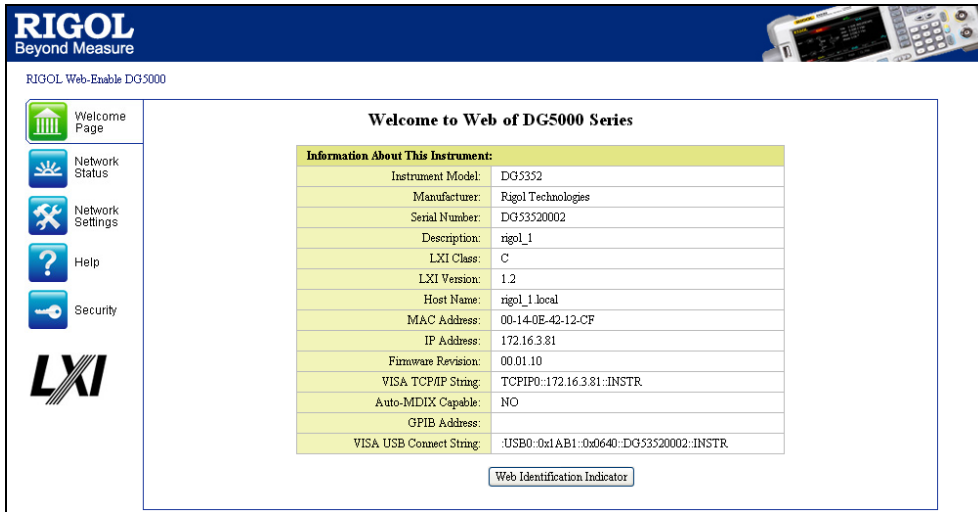 RIGOL
Beyond Measure
RIGOL Web-Enable DG5000
Welcome Page
Network Status
Network Settings
Help
Security
LXI
Welcome to Web of DG5000 Series
Information About This Instrument:
Instrument Model: DG5352
Manufacturer: Rigol Technologies
Serial Number: DG53520002
Description: rigol_1
LXI Class: C
LXI Version: 1.2
Host Name: rigol_1.local
MAC Address: 00-14-0E-42-12-CF
IP Address: 172.16.3.81
Firmware Revision: 00.01.10
VISA TCP/IP String: TCPIP0::172.16.3.81::INSTR
Auto-MDIX Capable: NO
GPIB Address:
VISA USB Connect String: :USB0::0x1AB1::0x0640::DG53520002::INSTR
Web Identification Indicator